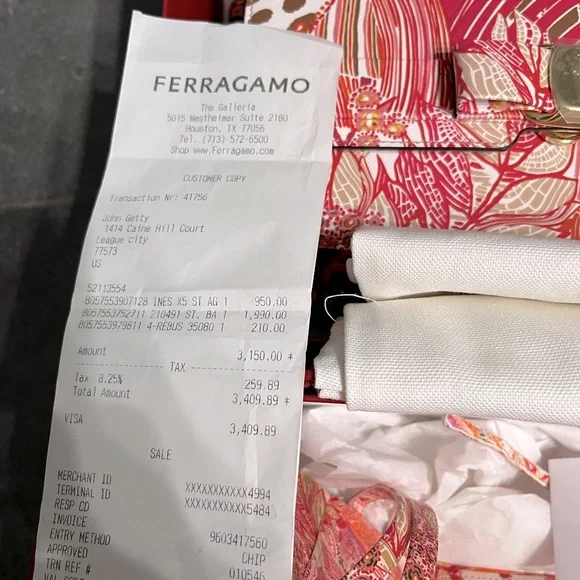 FERRAGAMO
The Galleria
5015 Westheimer Suite 2180
Houston, TX 77056
Tel. (713) 572-6500
Shop www.Ferragamo.com
CUSTOMER COPY
Transaction Nr: 41756
John Getty
1414 Calne Hill Court
League city
77573
US
52113554
8057553907128 INES X5 ST AG 1 950.00
8057553752711 210491 ST. BA 1 1,990.00
8057553979811 4-REBUS 35080 1 210.00
Amount 3,150.00 *
TAX
Tax 8.25% 259.89
Total Amount 3,409.89 *
VISA 3,409.89
SALE
MERCHANT ID XXXXXXXXXXX4994
TERMINAL ID XXXXXXXXXXX5484
RESP CD
INVOICE 9603417560
ENTRY METHOD CHIP
APPROVED 010546
TRN REF #
VAL CODE